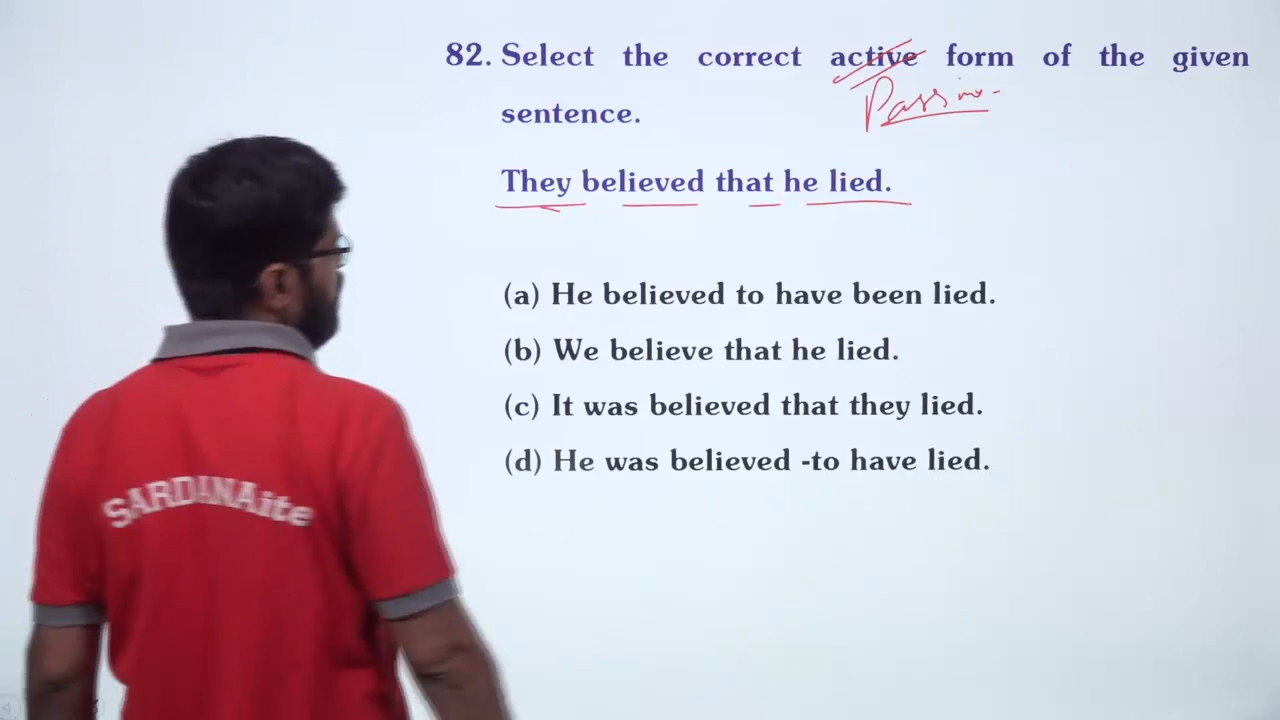 82. Select the correct active form of the given
Passive
sentence.
They believed that he lied.
(a) He believed to have been lied.
(b) We believe that he lied.
(c) It was believed that they lied.
(d) He was believed -to have lied.
SARDANAite